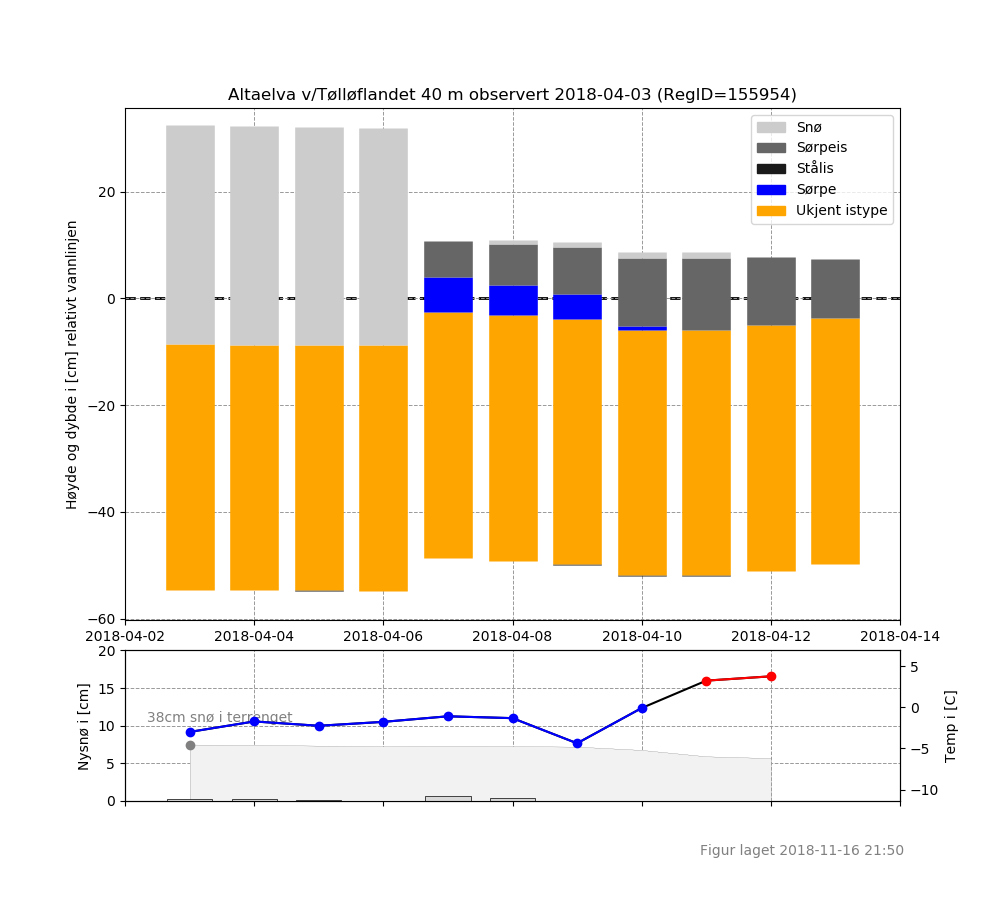 Altaelva v/Tølløflandet 40 m observert 2018-04-03 (RegID=155954)
Snø
Sørpeis
Stålis
Sørpe
Ukjent istype
Høyde og dybde i [cm] relativt vannlinjen
20
0
−20
−40
−60
2018-04-02 2018-04-04 2018-04-06 2018-04-08 2018-04-10 2018-04-12 2018-04-14
Nysnø i [cm]
20
15
10
5
0
38cm snø i terrenget
5
0
−5
−10
Temp i [C]
Figur laget 2018-11-16 21:50